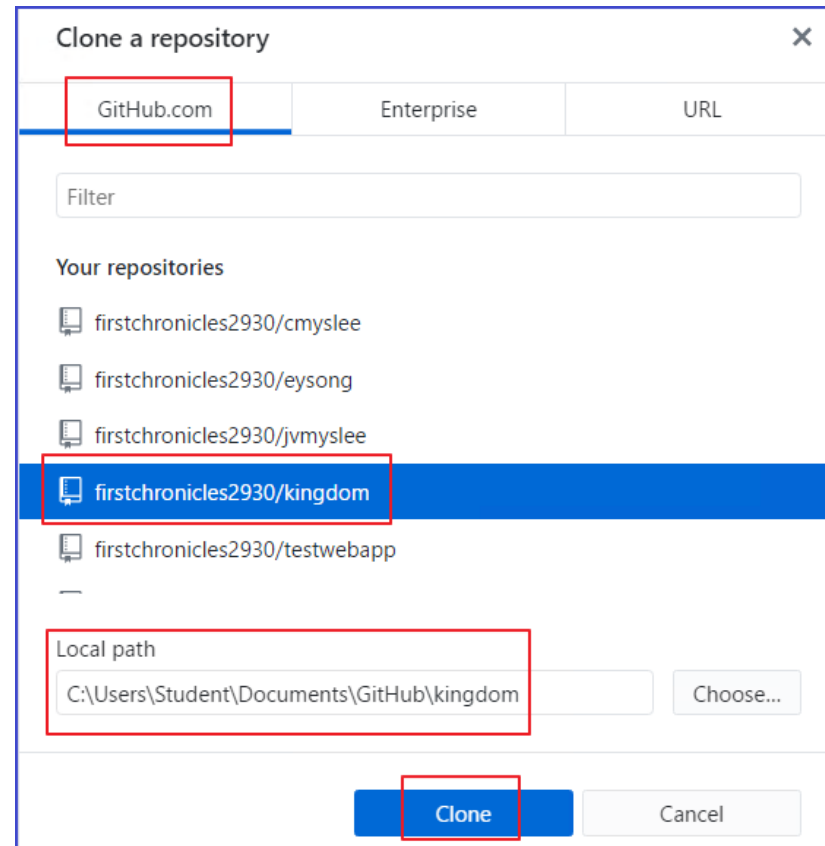 Clone a repository
GitHub.com Enterprise URL
Filter
Your repositories
firstchronicles2930/cmyslee
firstchronicles2930/eysong
firstchronicles2930/jvmyslee
firstchronicles2930/kingdom
firstchronicles2930/testwebapp
Local path
C:\Users\Student\Documents\GitHub\kingdom Choose...
Clone Cancel